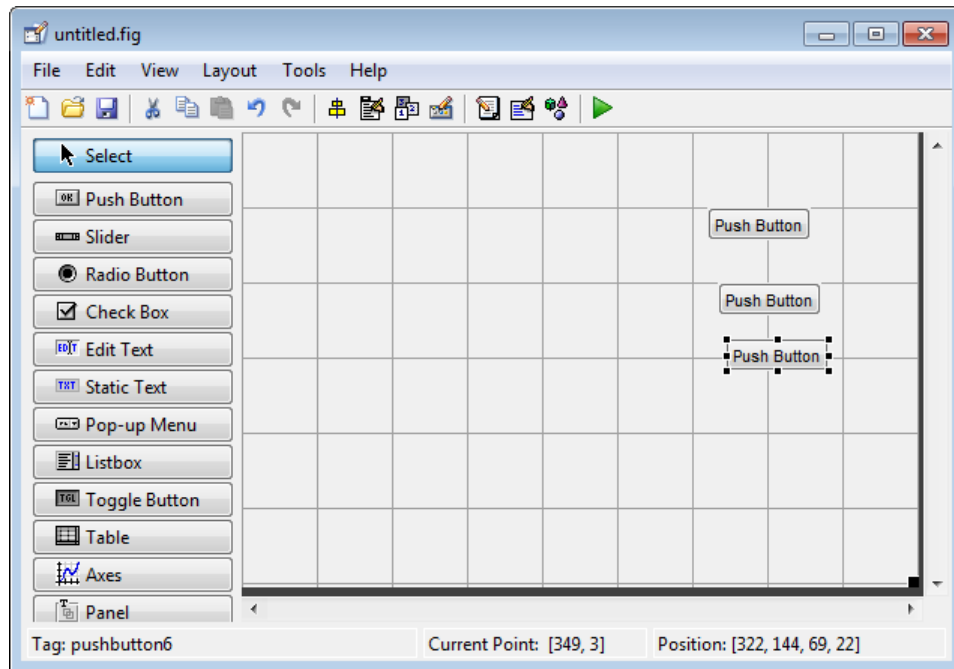 untitled.fig
File Edit View Layout Tools Help
Select
Push Button
Slider
Radio Button
Check Box
Edit Text
Static Text
Pop-up Menu
Listbox
Toggle Button
Table
Axes
Panel
Push Button
Push Button
Push Button
Tag: pushbutton6 Current Point: [349, 3] Position: [322, 144, 69, 22]